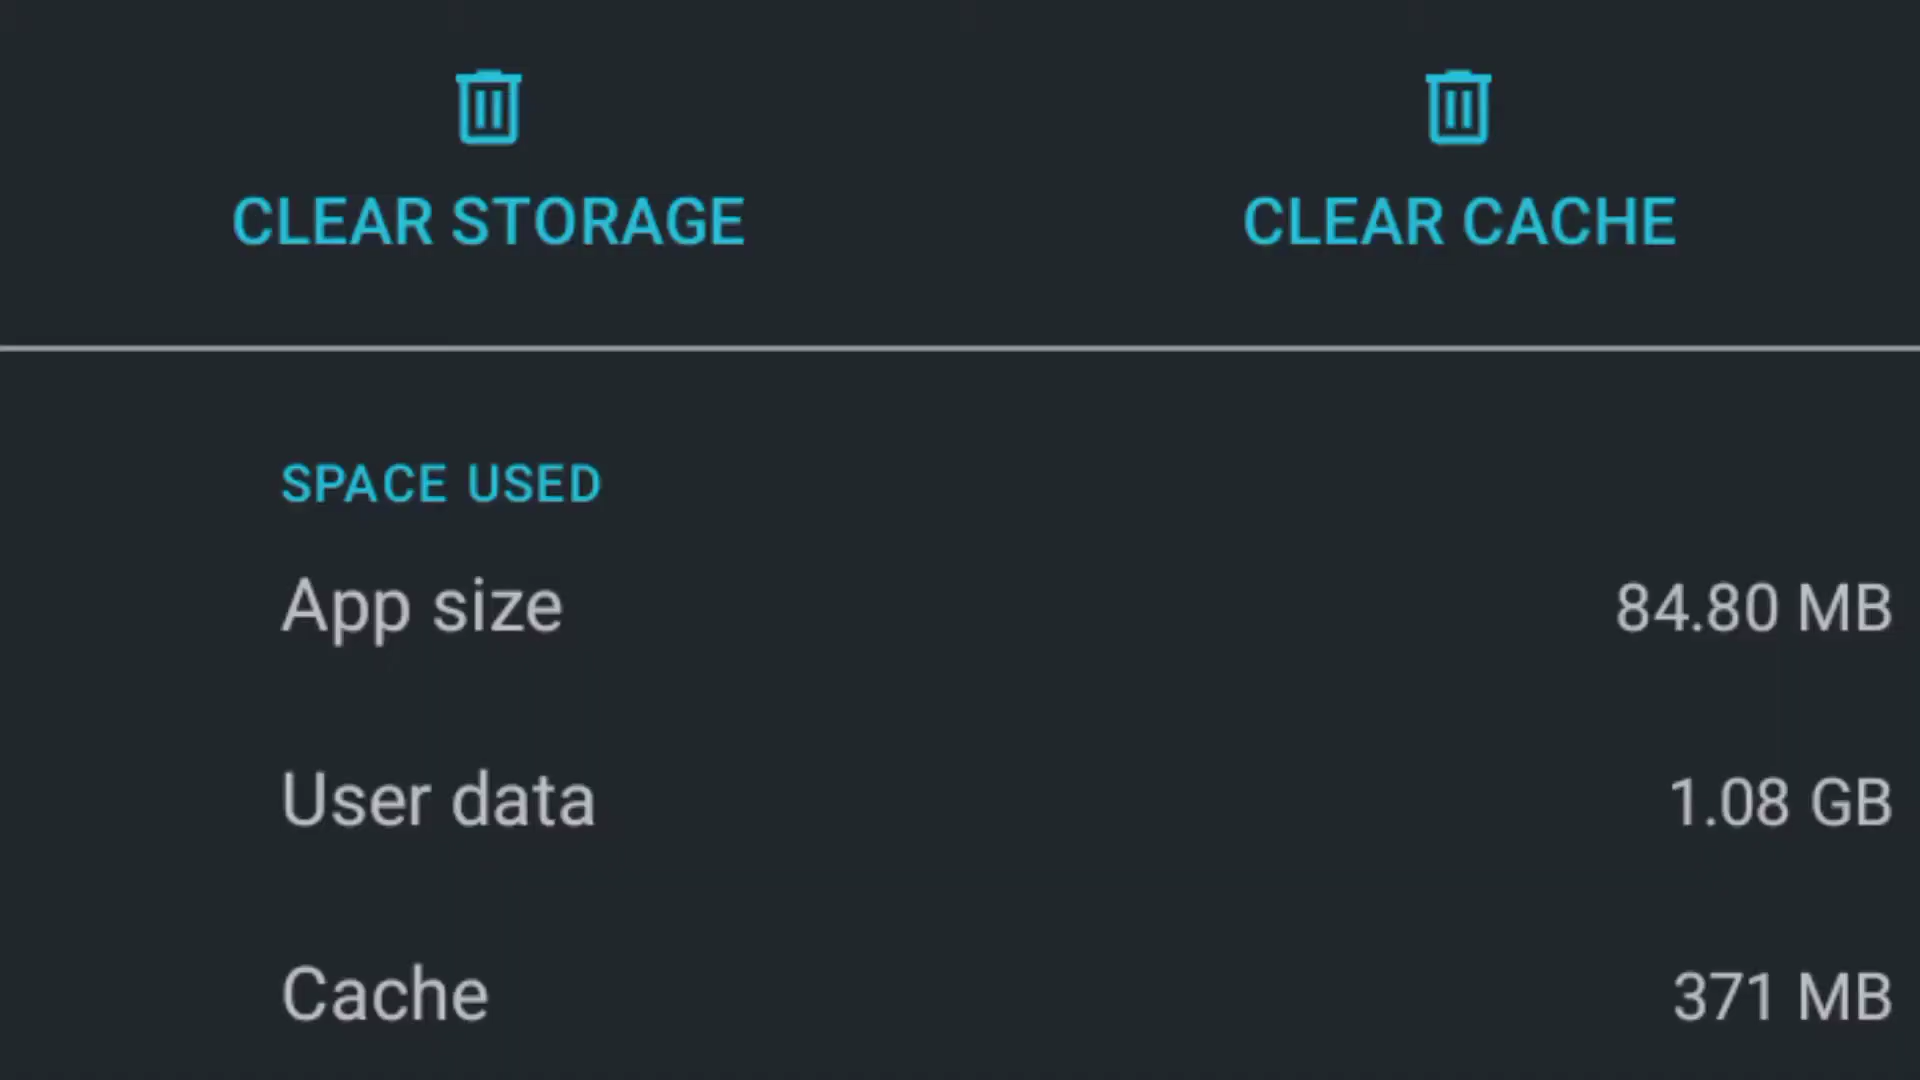 CLEAR STORAGE
CLEAR CACHE
SPACE USED
App size
84.80 MB
User data
1.08 GB
Cache
371 MB